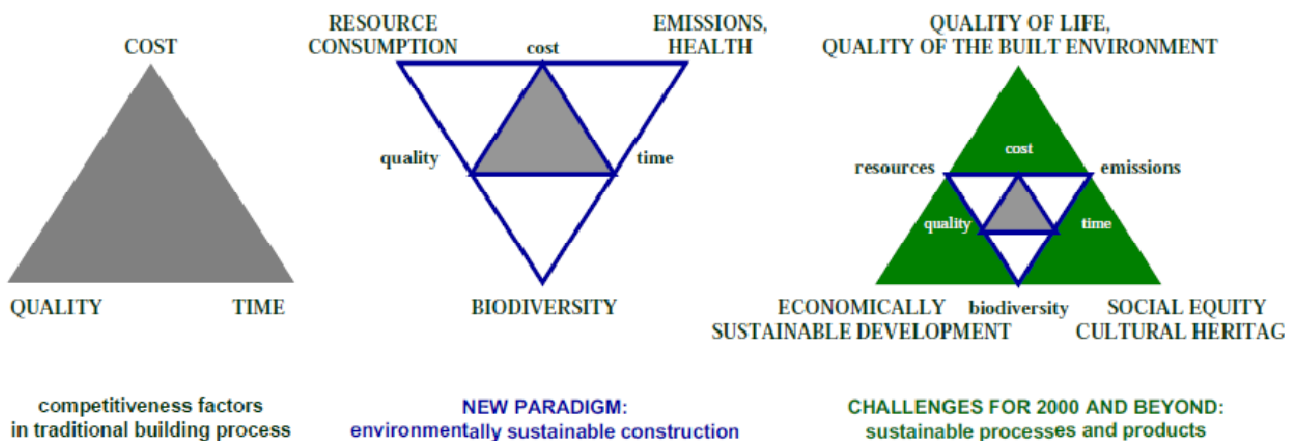 COST
QUALITY
TIME
competitiveness factors
in traditional building process
RESOURCE
CONSUMPTION
cost
EMISSIONS,
HEALTH
quality
time
BIODIVERSITY
NEW PARADIGM:
environmentally sustainable construction
QUALITY OF LIFE,
QUALITY OF THE BUILT ENVIRONMENT
cost
resources
emissions
quality
time
ECONOMICALLY
SUSTAINABLE DEVELOPMENT
biodiversity
SOCIAL EQUITY
CULTURAL HERITAG
CHALLENGES FOR 2000 AND BEYOND:
sustainable processes and products